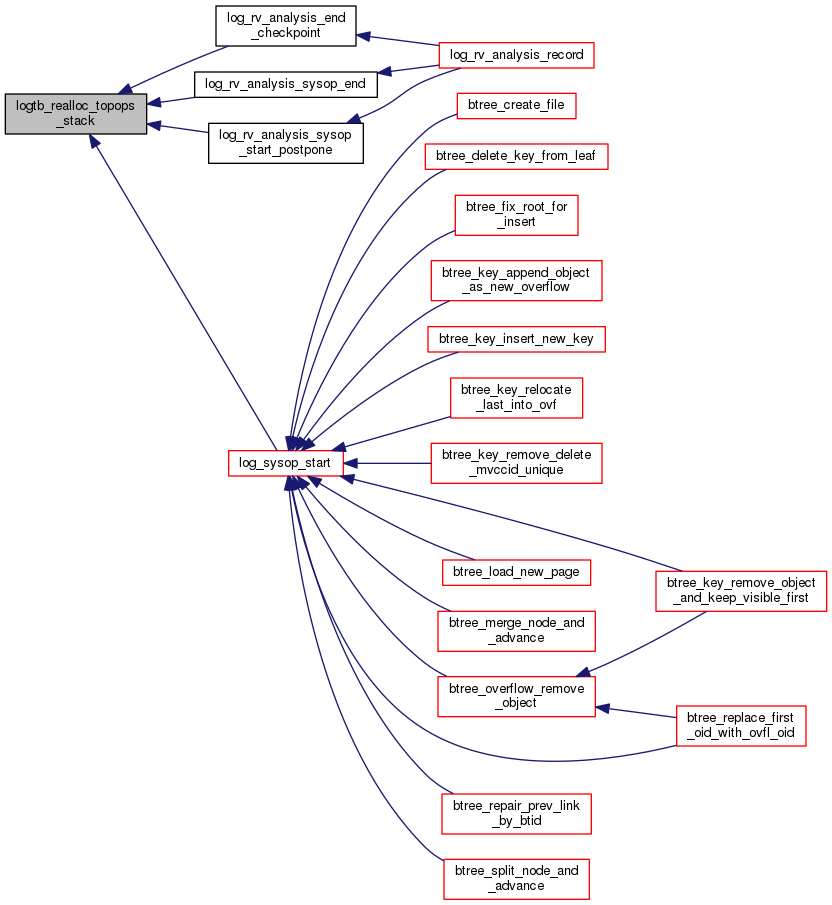 log_rv_analysis_end
_checkpoint
log_rv_analysis_record
log_rv_analysis_sysop_end
logtb_realloc_topops
_stack
log_rv_analysis_sysop
_start_postpone
btree_create_file
btree_delete_key_from_leaf
btree_fix_root_for
_insert
btree_key_append_object
_as_new_overflow
btree_key_insert_new_key
btree_key_relocate
_last_into_ovf
log_sysop_start
btree_key_remove_delete
_mvccid_unique
btree_load_new_page
btree_key_remove_object
_and_keep_visible_first
btree_merge_node_and
_advance
btree_overflow_remove
_object
btree_replace_first
_oid_with_ovfl_oid
btree_repair_prev_link
_by_btid
btree_split_node_and
_advance